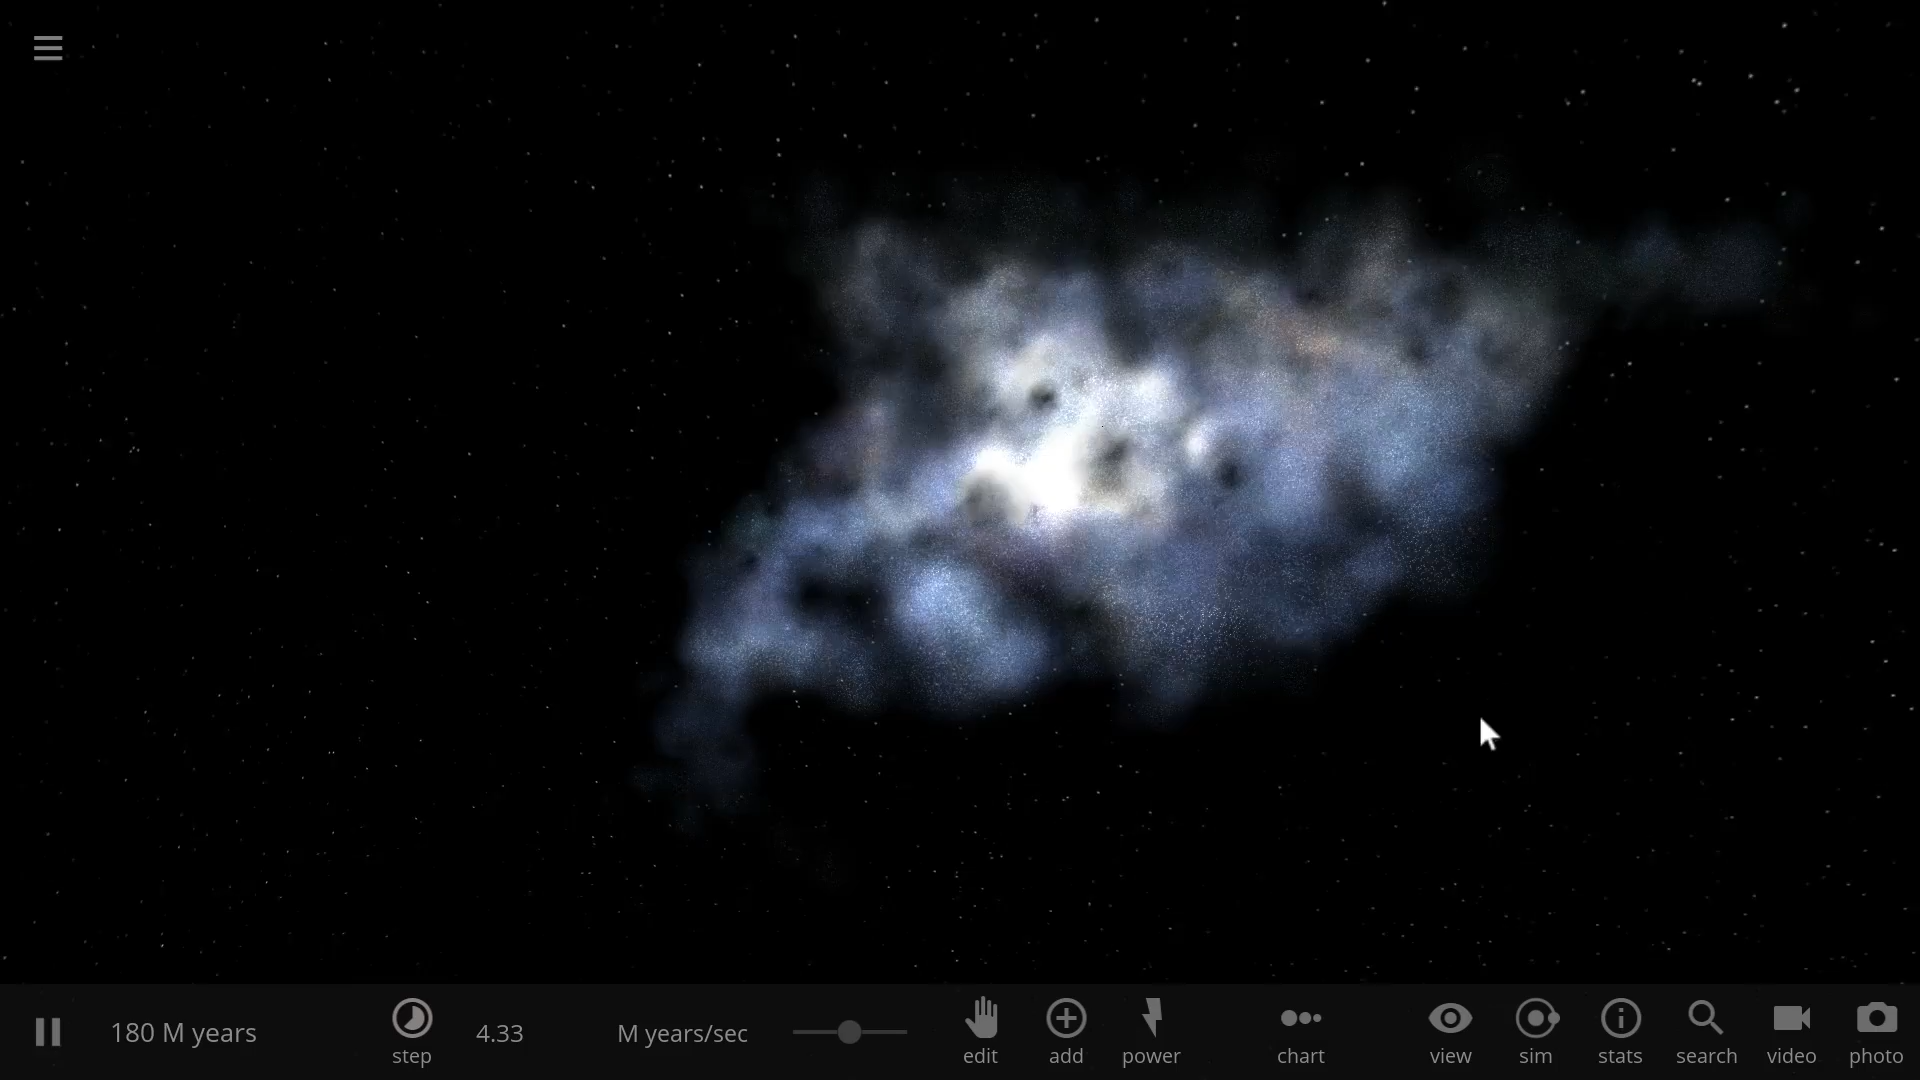 180 M years
step
4.33
M years/sec
edit
add
power
chart
view
sim
stats
search
video
photo